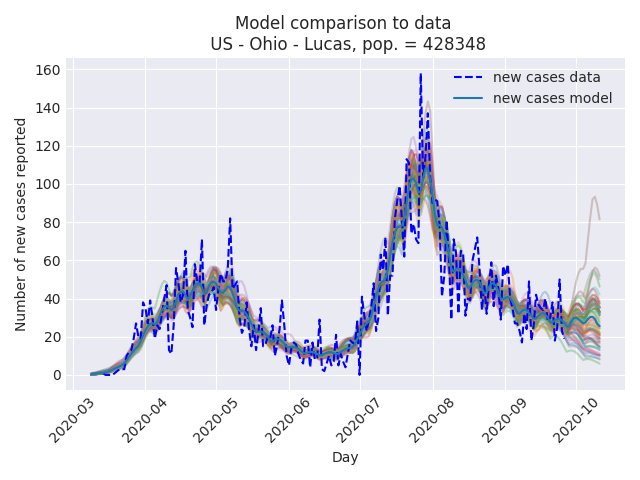 Model comparison to data
US - Ohio - Lucas, pop. = 428348
new cases data
new cases model
Number of new cases reported
160
140
120
100
80
60
40
20
0
2020-03
2020-04
2020-05
2020-06
2020-07
2020-08
2020-09
2020-10
Day